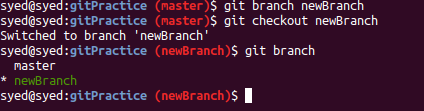 syed@syed:gitPractice (master)$ git branch newBranch
syed@syed:gitPractice (master)$ git checkout newBranch
Switched to branch 'newBranch'
syed@syed:gitPractice (newBranch)$ git branch
  master
* newBranch
syed@syed:gitPractice (newBranch)$